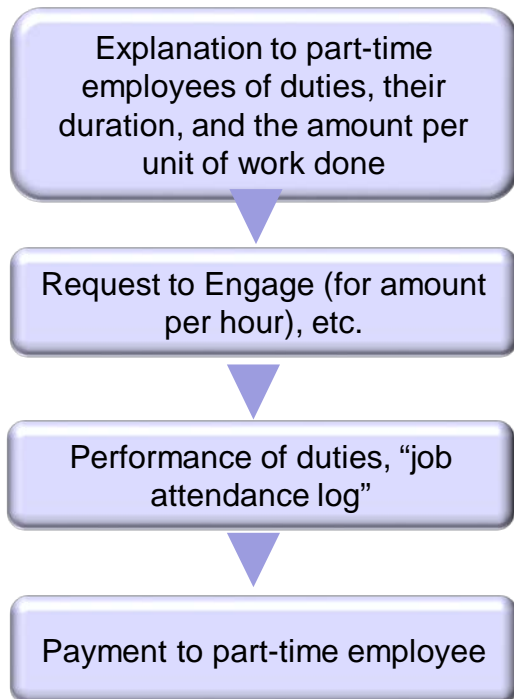 Explanation to part-time
employees of duties, their
duration, and the amount per
unit of work done
Request to Engage (for amount
per hour), etc.
Performance of duties, “job
attendance log”
Payment to part-time employee